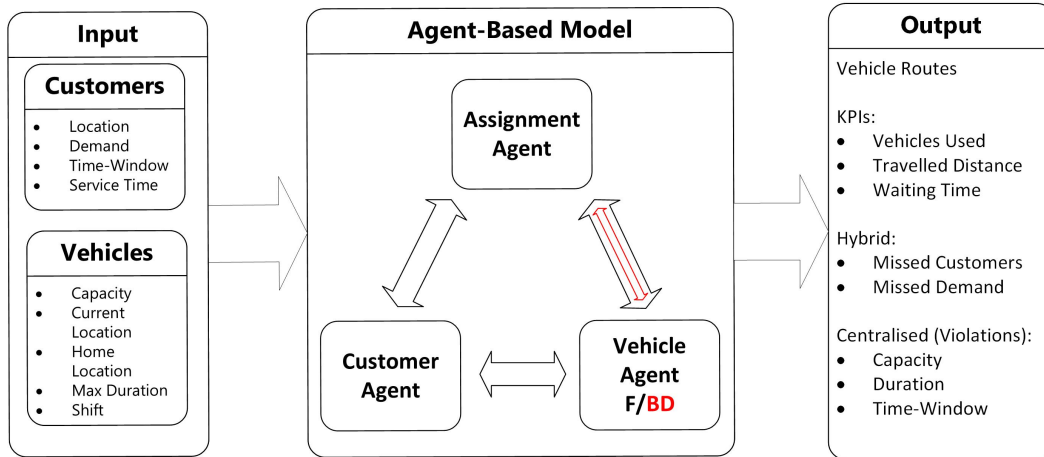 Input
Customers
• Location
• Demand
• Time-Window
• Service Time
Vehicles
• Capacity
• Current
Location
• Home
Location
• Max Duration
• Shift
Agent-Based Model
Assignment
Agent
Customer
Agent
Vehicle
Agent
F/BD
Output
Vehicle Routes
KPIs:
• Vehicles Used
• Travelled Distance
• Waiting Time
Hybrid:
• Missed Customers
• Missed Demand
Centralised (Violations):
• Capacity
• Duration
• Time-Window